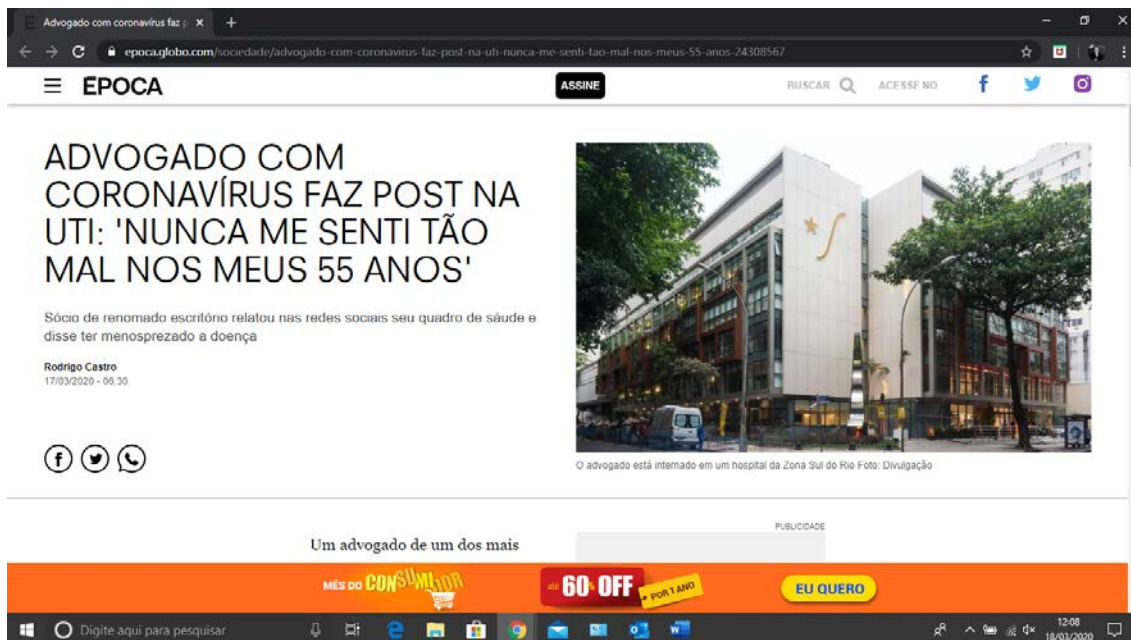 Advogado com coronavírus faz p
epoca.globo.com/sociedade/advogado-com-coronavirus-faz-post-na-uti-nunca-me-senti-tao-mal-nos-meus-55-anos-24308567
ÉPOCA
ASSINE
BUSCAR
ACESSE NO
ADVOGADO COM
CORONAVÍRUS FAZ POST NA
UTI: 'NUNCA ME SENTI TÃO
MAL NOS MEUS 55 ANOS'
Sócio de renomado escritório relatou nas redes sociais seu quadro de sáude e
disse ter menosprezado a doença
Rodrigo Castro
17/03/2020 - 06:30
O advogado está internado em um hospital da Zona Sul do Rio Foto: Divulgação
PUBLICIDADE
Um advogado de um dos mais
MÊS DO CONSUMIDOR
até 60% OFF POR 1 ANO
EU QUERO
Digite aqui para pesquisar
12:08
18/03/2020